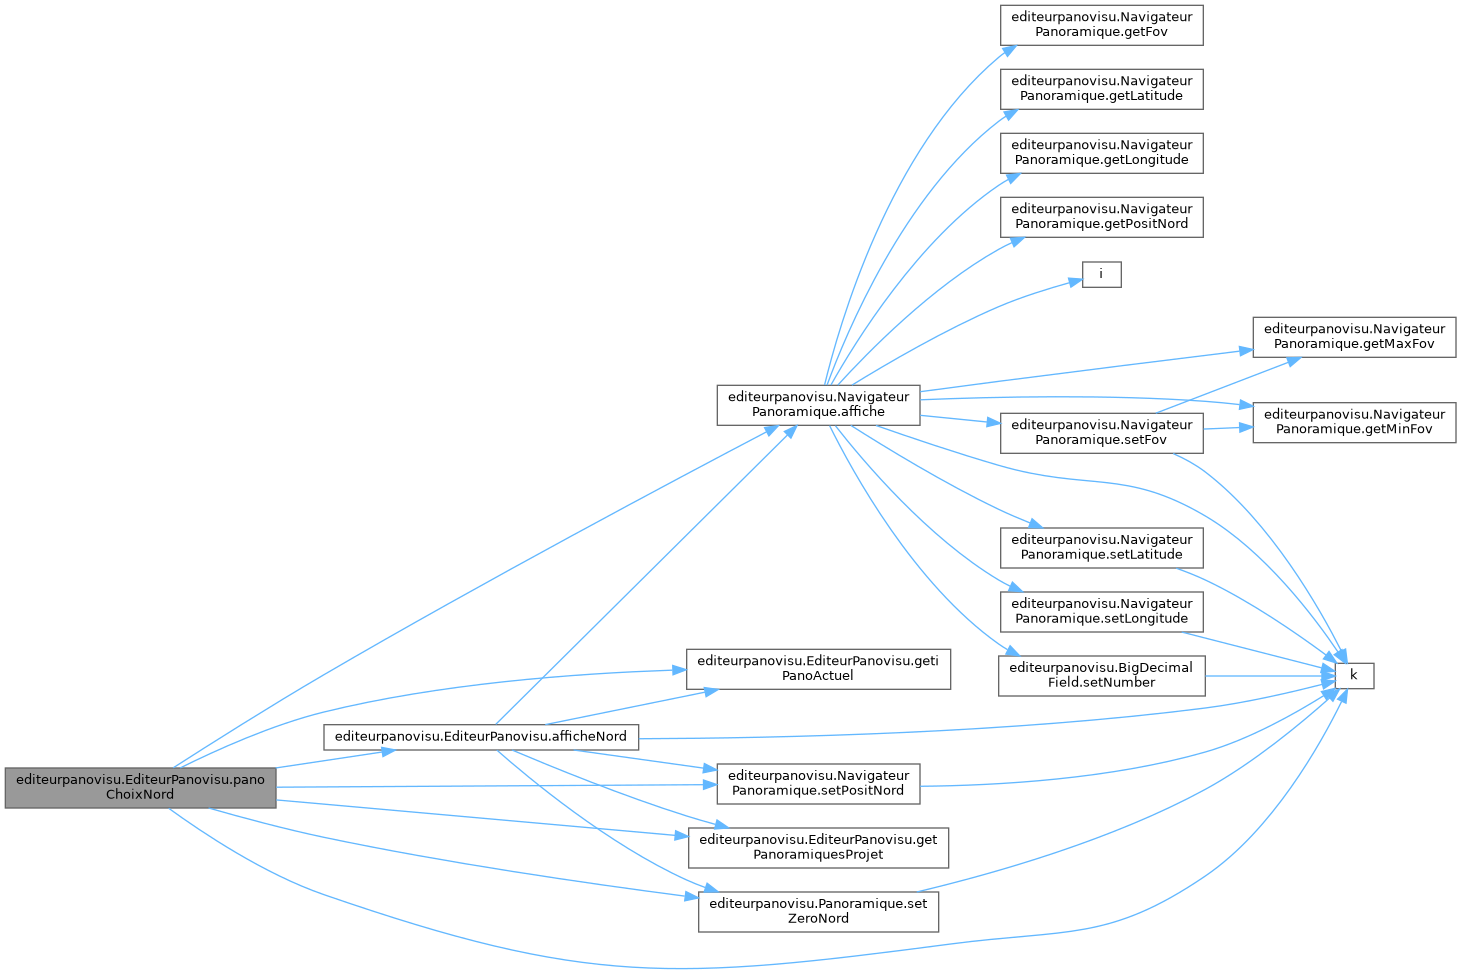 editeurpanovisu.Navigateur
Panoramique.getFov
editeurpanovisu.Navigateur
Panoramique.getLatitude
editeurpanovisu.Navigateur
Panoramique.getLongitude
editeurpanovisu.Navigateur
Panoramique.getPositNord
i
editeurpanovisu.Navigateur
Panoramique.getMaxFov
editeurpanovisu.Navigateur
Panoramique.affiche
editeurpanovisu.Navigateur
Panoramique.getMinFov
editeurpanovisu.Navigateur
Panoramique.setFov
editeurpanovisu.Navigateur
Panoramique.setLatitude
editeurpanovisu.Navigateur
Panoramique.setLongitude
editeurpanovisu.EditeurPanovisu.geti
PanoActuel
editeurpanovisu.BigDecimal
Field.setNumber
k
editeurpanovisu.EditeurPanovisu.afficheNord
editeurpanovisu.EditeurPanovisu.pano
ChoixNord
editeurpanovisu.Navigateur
Panoramique.setPositNord
editeurpanovisu.EditeurPanovisu.get
PanoramiquesProjet
editeurpanovisu.Panoramique.set
ZeroNord